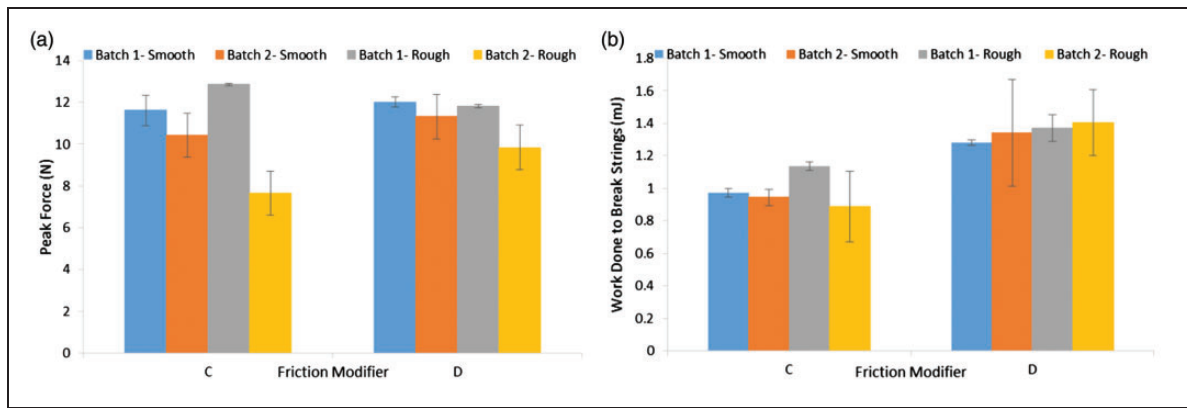 (a)
Batch 1- Smooth
Batch 2- Smooth
Batch 1- Rough
Batch 2- Rough
14
12
10
8
6
4
2
0
Peak Force (N)
C
Friction Modifier
D
(b)
Batch 1- Smooth
Batch 2- Smooth
Batch 1- Rough
Batch 2- Rough
1.8
1.6
1.4
1.2
1
0.8
0.6
0.4
0.2
0
Work Done to Break Strings (mJ)
C
Friction Modifier
D